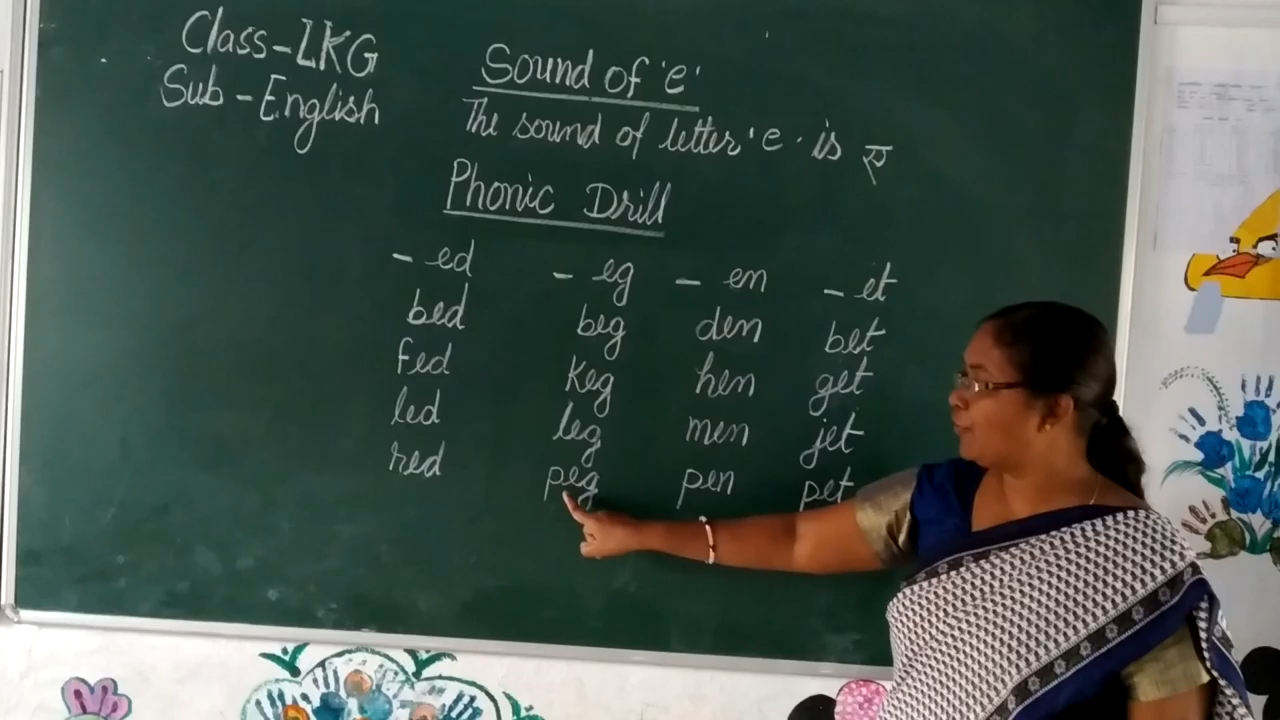 Class-LKG
Sub-English
Sound of 'e'
The sound of letter 'e' is ए
Phonic Drill
- ed - eg - en - et
bed beg den bet
fed keg hen get
led leg men jet
red peg pen pet